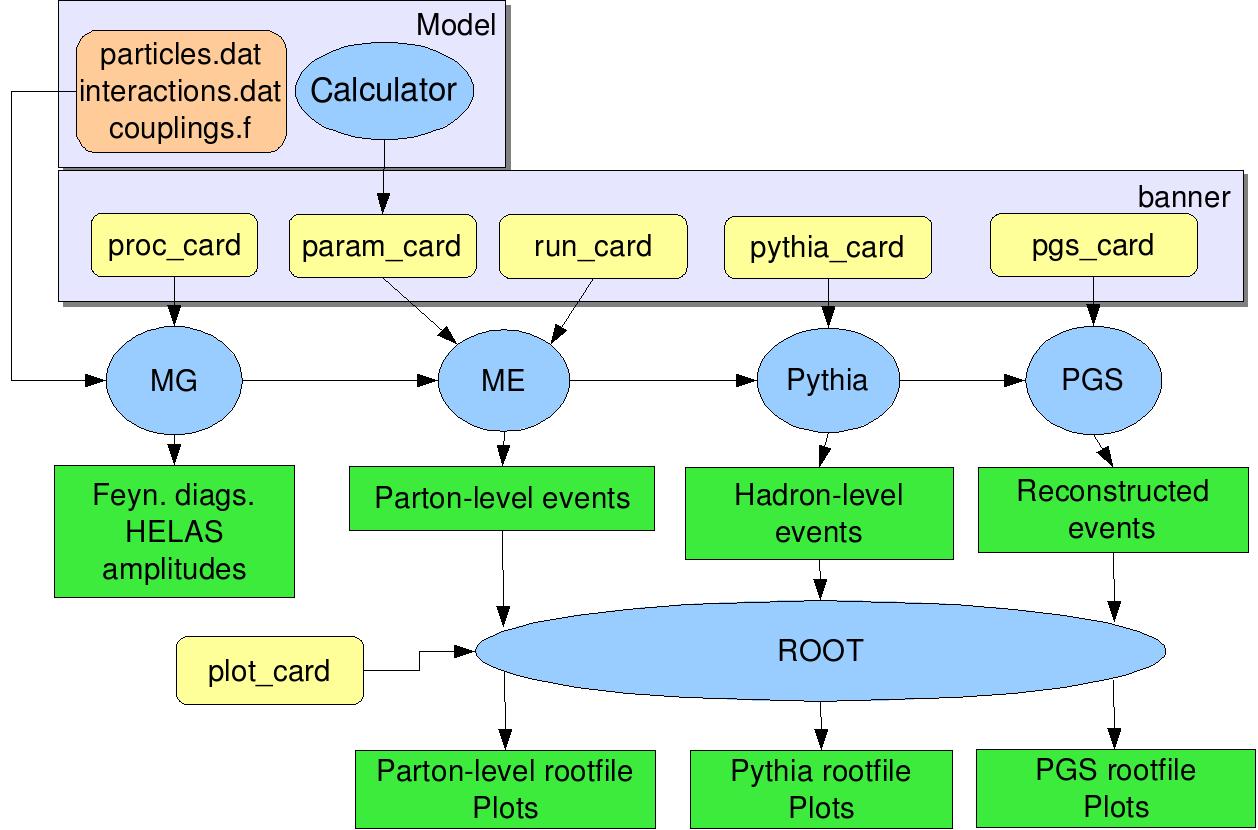 Model
particles.dat
interactions.dat
couplings.f
Calculator
banner
proc_card
param_card
run_card
pythia_card
pgs_card
MG
ME
Pythia
PGS
Feyn. diags.
HELAS
amplitudes
Parton-level events
Hadron-level
events
Reconstructed
events
plot_card
ROOT
Parton-level rootfile
Plots
Pythia rootfile
Plots
PGS rootfile
Plots